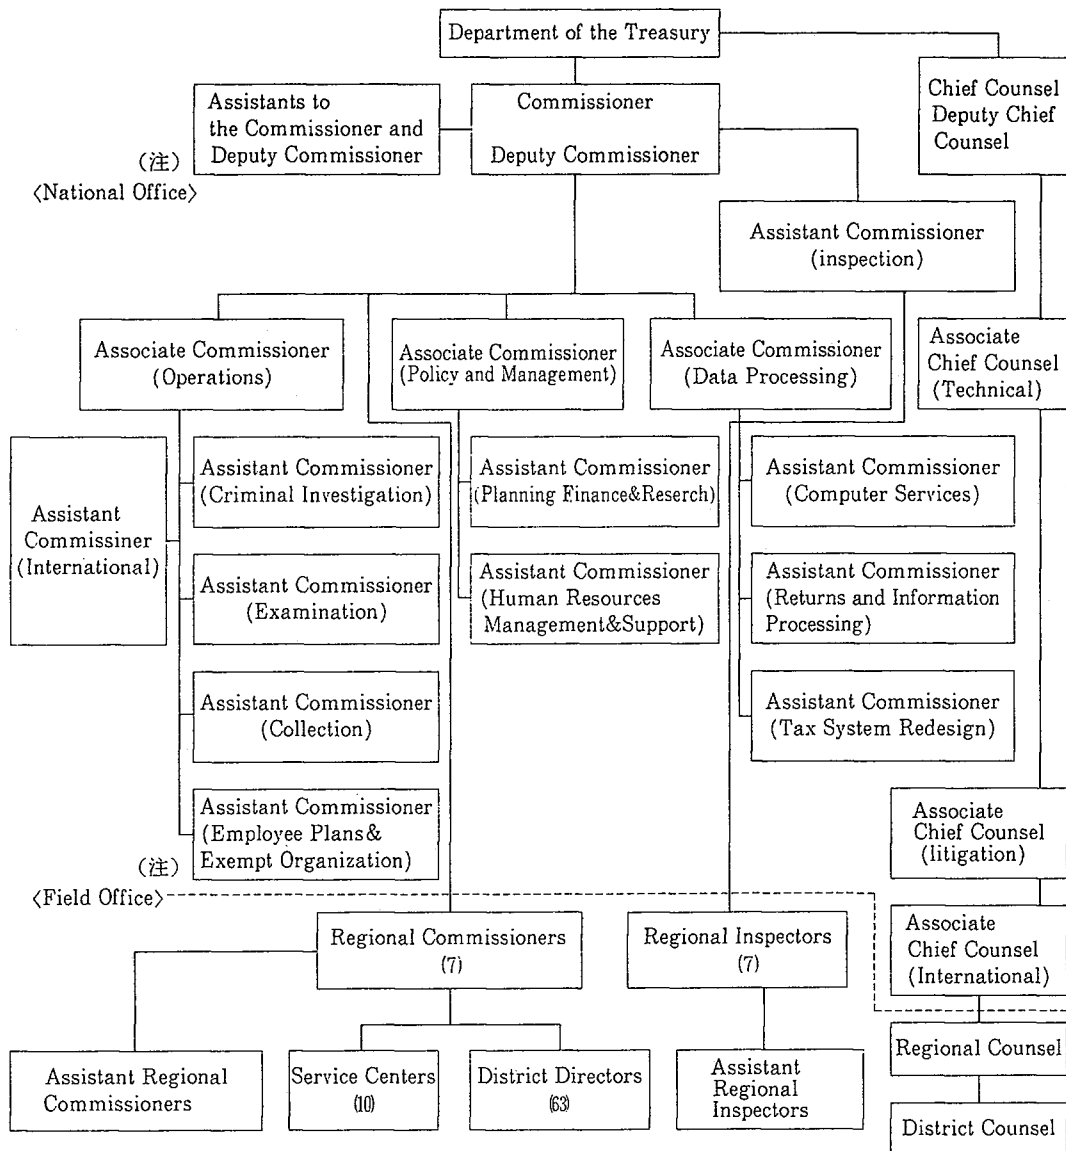 Department of the Treasury
Assistants to
the Commissioner and
Deputy Commissioner
Commissioner
Deputy Commissioner
Chief Counsel
Deputy Chief
Counsel
(注)
〈National Office〉
Assistant Commissioner
(inspection)
Associate Commissioner
(Operations)
Associate Commissioner
(Policy and Management)
Associate Commissioner
(Data Processing)
Associate
Chief Counsel
(Technical)
Assistant
Commissiner
(International)
Assistant Commissioner
(Criminal Investigation)
Assistant Commissioner
(Planning Finance&Reserch)
Assistant Commissioner
(Computer Services)
Assistant Commissioner
(Examination)
Assistant Commissioner
(Human Resources
Management&Support)
Assistant Commissioner
(Returns and Information
Processing)
Assistant Commissioner
(Collection)
Assistant Commissioner
(Tax System Redesign)
Assistant Commissioner
(Employee Plans&
Exempt Organization)
Associate
Chief Counsel
(litigation)
(注)
〈Field Office〉
Regional Commissioners
(7)
Regional Inspectors
(7)
Associate
Chief Counsel
(International)
Assistant Regional
Commissioners
Service Centers
(10)
District Directors
(63)
Assistant
Regional
Inspectors
Regional Counsel
District Counsel